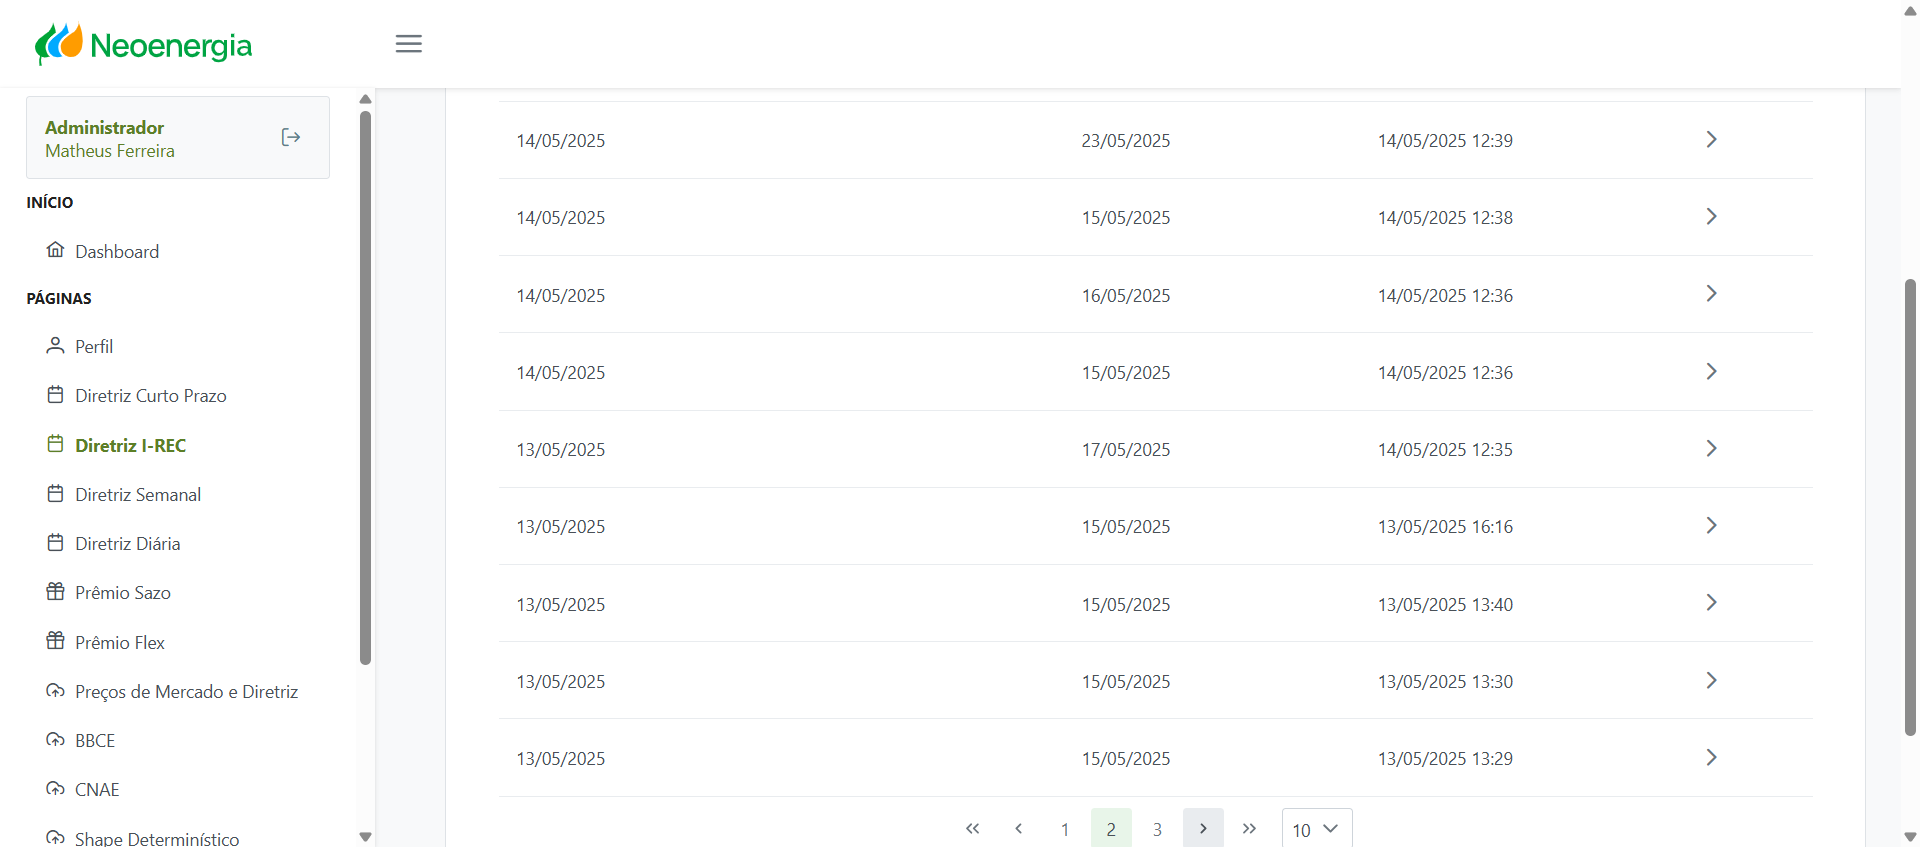 Neoenergia
Administrador
Matheus Ferreira
INÍCIO
Dashboard
PÁGINAS
Perfil
Diretriz Curto Prazo
Diretriz I-REC
Diretriz Semanal
Diretriz Diária
Prêmio Sazo
Prêmio Flex
Preços de Mercado e Diretriz
BBCE
CNAE
Shape Determinístico
14/05/2025 23/05/2025 14/05/2025 12:39
14/05/2025 15/05/2025 14/05/2025 12:38
14/05/2025 16/05/2025 14/05/2025 12:36
14/05/2025 15/05/2025 14/05/2025 12:36
13/05/2025 17/05/2025 14/05/2025 12:35
13/05/2025 15/05/2025 13/05/2025 16:16
13/05/2025 15/05/2025 13/05/2025 13:40
13/05/2025 15/05/2025 13/05/2025 13:30
13/05/2025 15/05/2025 13/05/2025 13:29
1 2 3 10